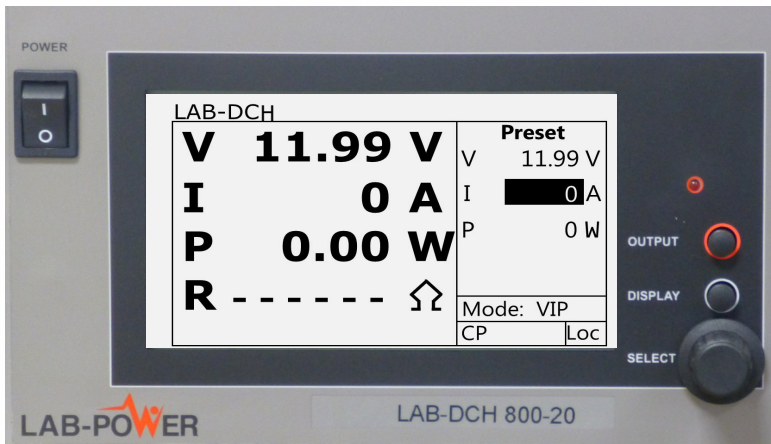 POWER
I
O
LAB-DCH
V 11.99 V
I 0 A
P 0.00 W
R ------ Ω
Preset
V 11.99 V
I 0 A
P 0 W
Mode: VIP
CP Loc
OUTPUT
DISPLAY
SELECT
LAB-POWER
LAB-DCH 800-20